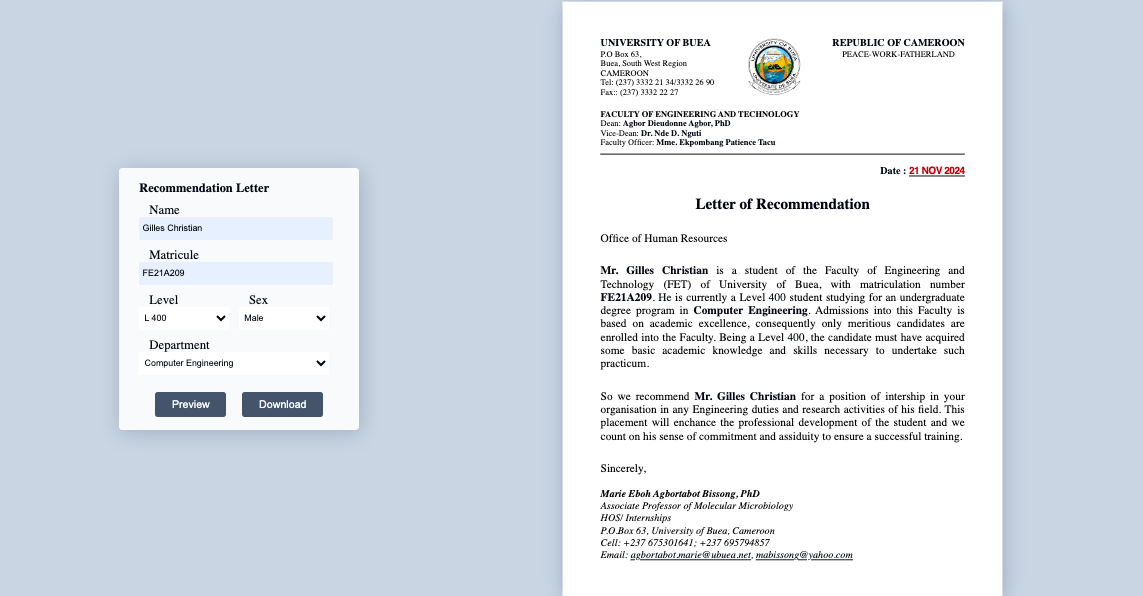 Recommendation Letter
Name
Gilles Christian
Matricule
FE21A209
Level Sex
L 400 Male
Department
Computer Engineering
Preview Download
UNIVERSITY OF BUEA
P.O Box 63,
Buea, South West Region
CAMEROON
Tel: (237) 3332 21 34/3332 26 90
Fax:: (237) 3332 22 27
UNIVERSITY OF BUEA
UNIVERSITE DE BUEA
REPUBLIC OF CAMEROON
PEACE-WORK-FATHERLAND
FACULTY OF ENGINEERING AND TECHNOLOGY
Dean: Agbor Dieudonne Agbor, PhD
Vice-Dean: Dr. Nde D. Nguti
Faculty Officer: Mme. Ekpombang Patience Tacu
Date : 21 NOV 2024
Letter of Recommendation
Office of Human Resources
Mr. Gilles Christian is a student of the Faculty of Engineering and
Technology (FET) of University of Buea, with matriculation number
FE21A209. He is currently a Level 400 student studying for an undergraduate
degree program in Computer Engineering. Admissions into this Faculty is
based on academic excellence, consequently only meritious candidates are
enrolled into the Faculty. Being a Level 400, the candidate must have acquired
some basic academic knowledge and skills necessary to undertake such
practicum.
So we recommend Mr. Gilles Christian for a position of intership in your
organisation in any Engineering duties and research activities of his field. This
placement will enchance the professional development of the student and we
count on his sense of commitment and assiduity to ensure a successful training.
Sincerely,
Marie Eboh Agbortabot Bissong, PhD
Associate Professor of Molecular Microbiology
HOS/ Internships
P.O.Box 63, University of Buea, Cameroon
Cell: +237 675301641; +237 695794857
Email: agbortabot.marie@ubuea.net, mabissong@yahoo.com